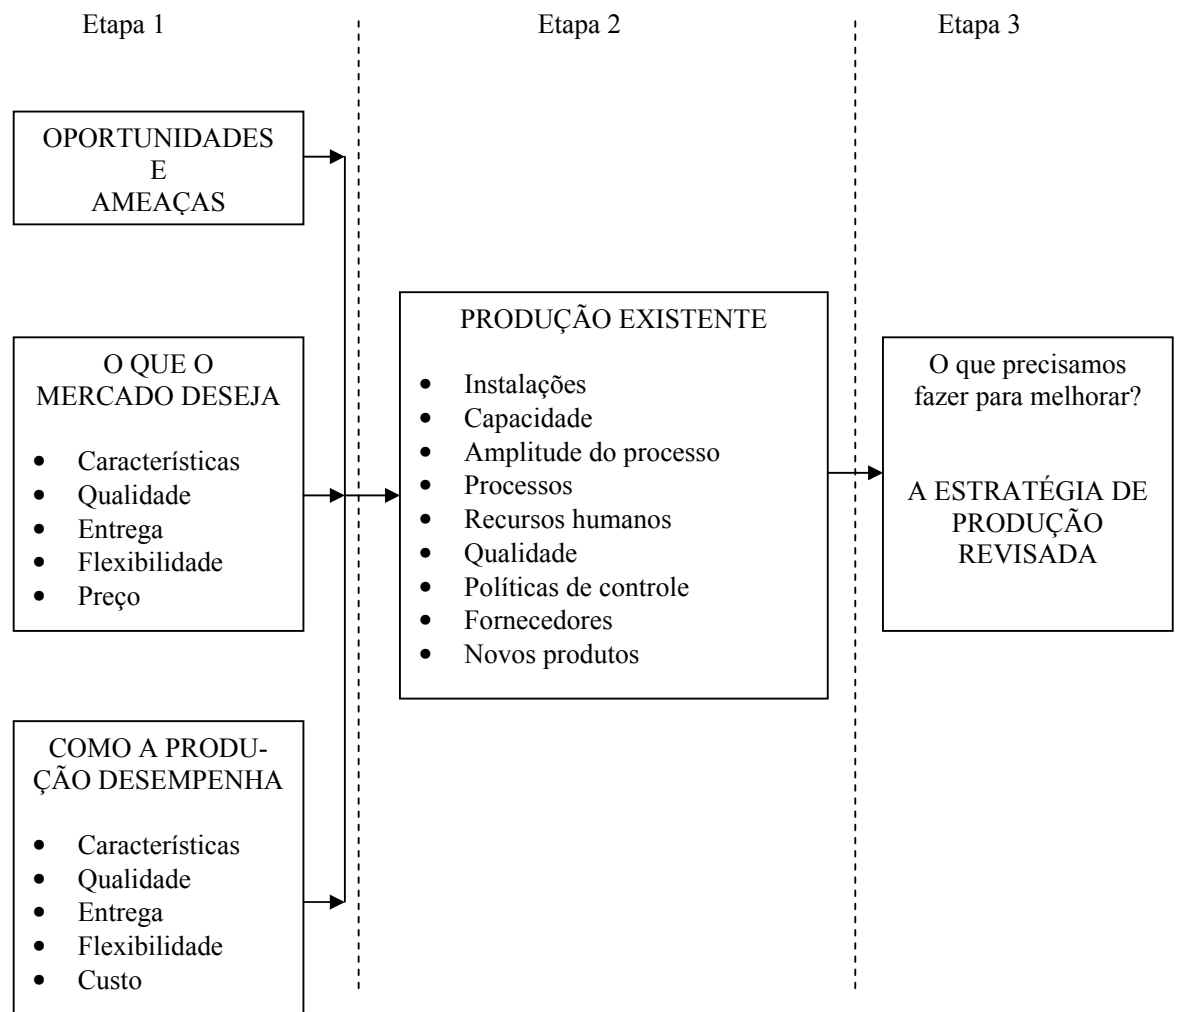 Etapa 1
Etapa 2
Etapa 3
OPORTUNIDADES
E
AMEAÇAS
O QUE O
MERCADO DESEJA
• Características
• Qualidade
• Entrega
• Flexibilidade
• Preço
COMO A PRODU-
ÇÃO DESEMPENHA
• Características
• Qualidade
• Entrega
• Flexibilidade
• Custo
PRODUÇÃO EXISTENTE
• Instalações
• Capacidade
• Amplitude do processo
• Processos
• Recursos humanos
• Qualidade
• Políticas de controle
• Fornecedores
• Novos produtos
O que precisamos
fazer para melhorar?
A ESTRATÉGIA DE
PRODUÇÃO
REVISADA